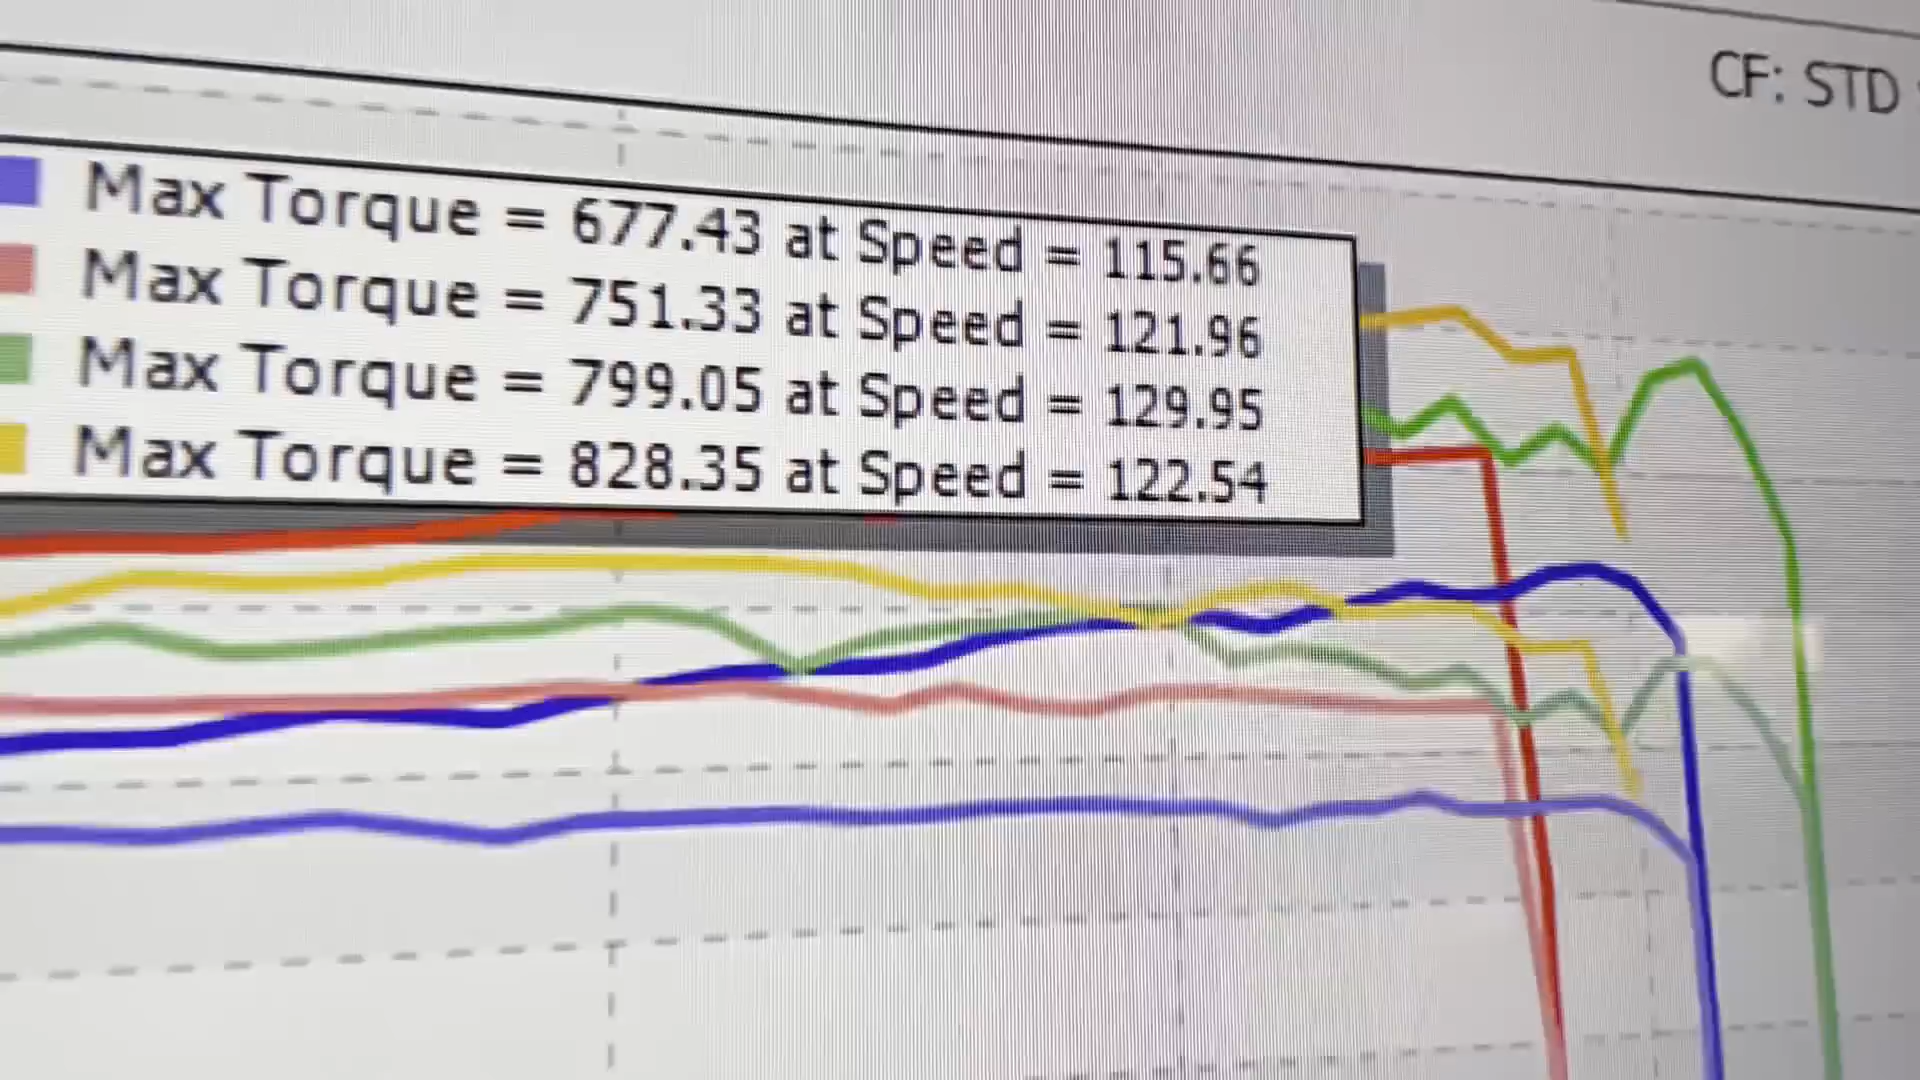 CF: STD
Max Torque = 677.43 at Speed = 115.66
Max Torque = 751.33 at Speed = 121.96
Max Torque = 799.05 at Speed = 129.95
Max Torque = 828.35 at Speed = 122.54